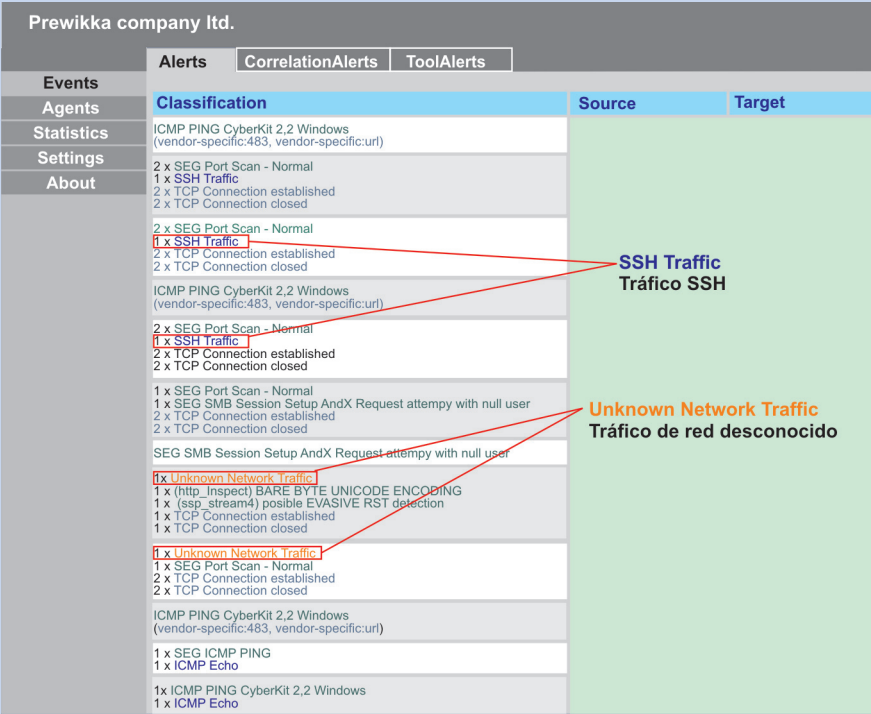 Prewikka company ltd.
Alerts
CorrelationAlerts
ToolAlerts
Events
Agents
Statistics
Settings
About
Classification
Source
Target
ICMP PING CyberKit 2,2 Windows
(vendor-specific:483, vendor-specific:url)
2 x SEG Port Scan - Normal
1 x SSH Traffic
2 x TCP Connection established
2 x TCP Connection closed
2 x SEG Port Scan - Normal
1 x SSH Traffic
2 x TCP Connection established
2 x TCP Connection closed
SSH Traffic
Tráfico SSH
ICMP PING CyberKit 2,2 Windows
(vendor-specific:483, vendor-specific:url)
2 x SEG Port Scan - Normal
1 x SSH Traffic
2 x TCP Connection established
2 x TCP Connection closed
1 x SEG Port Scan - Normal
1 x SEG SMB Session Setup AndX Request attempy with null user
2 x TCP Connection established
2 x TCP Connection closed
Unknown Network Traffic
Tráfico de red desconocido
SEG SMB Session Setup AndX Request attempy with null user
1x Unknown Network Traffic
1 x (http_Inspect) BARE BYTE UNICODE ENCODING
1 x (ssp_stream4) posible EVASIVE RST detection
1 x TCP Connection established
1 x TCP Connection closed
1 x Unknown Network Traffic
1 x SEG Port Scan - Normal
2 x TCP Connection established
2 x TCP Connection closed
ICMP PING CyberKit 2,2 Windows
(vendor-specific:483, vendor-specific:url)
1 x SEG ICMP PING
1 x ICMP Echo
1x ICMP PING CyberKit 2,2 Windows
1 x ICMP Echo